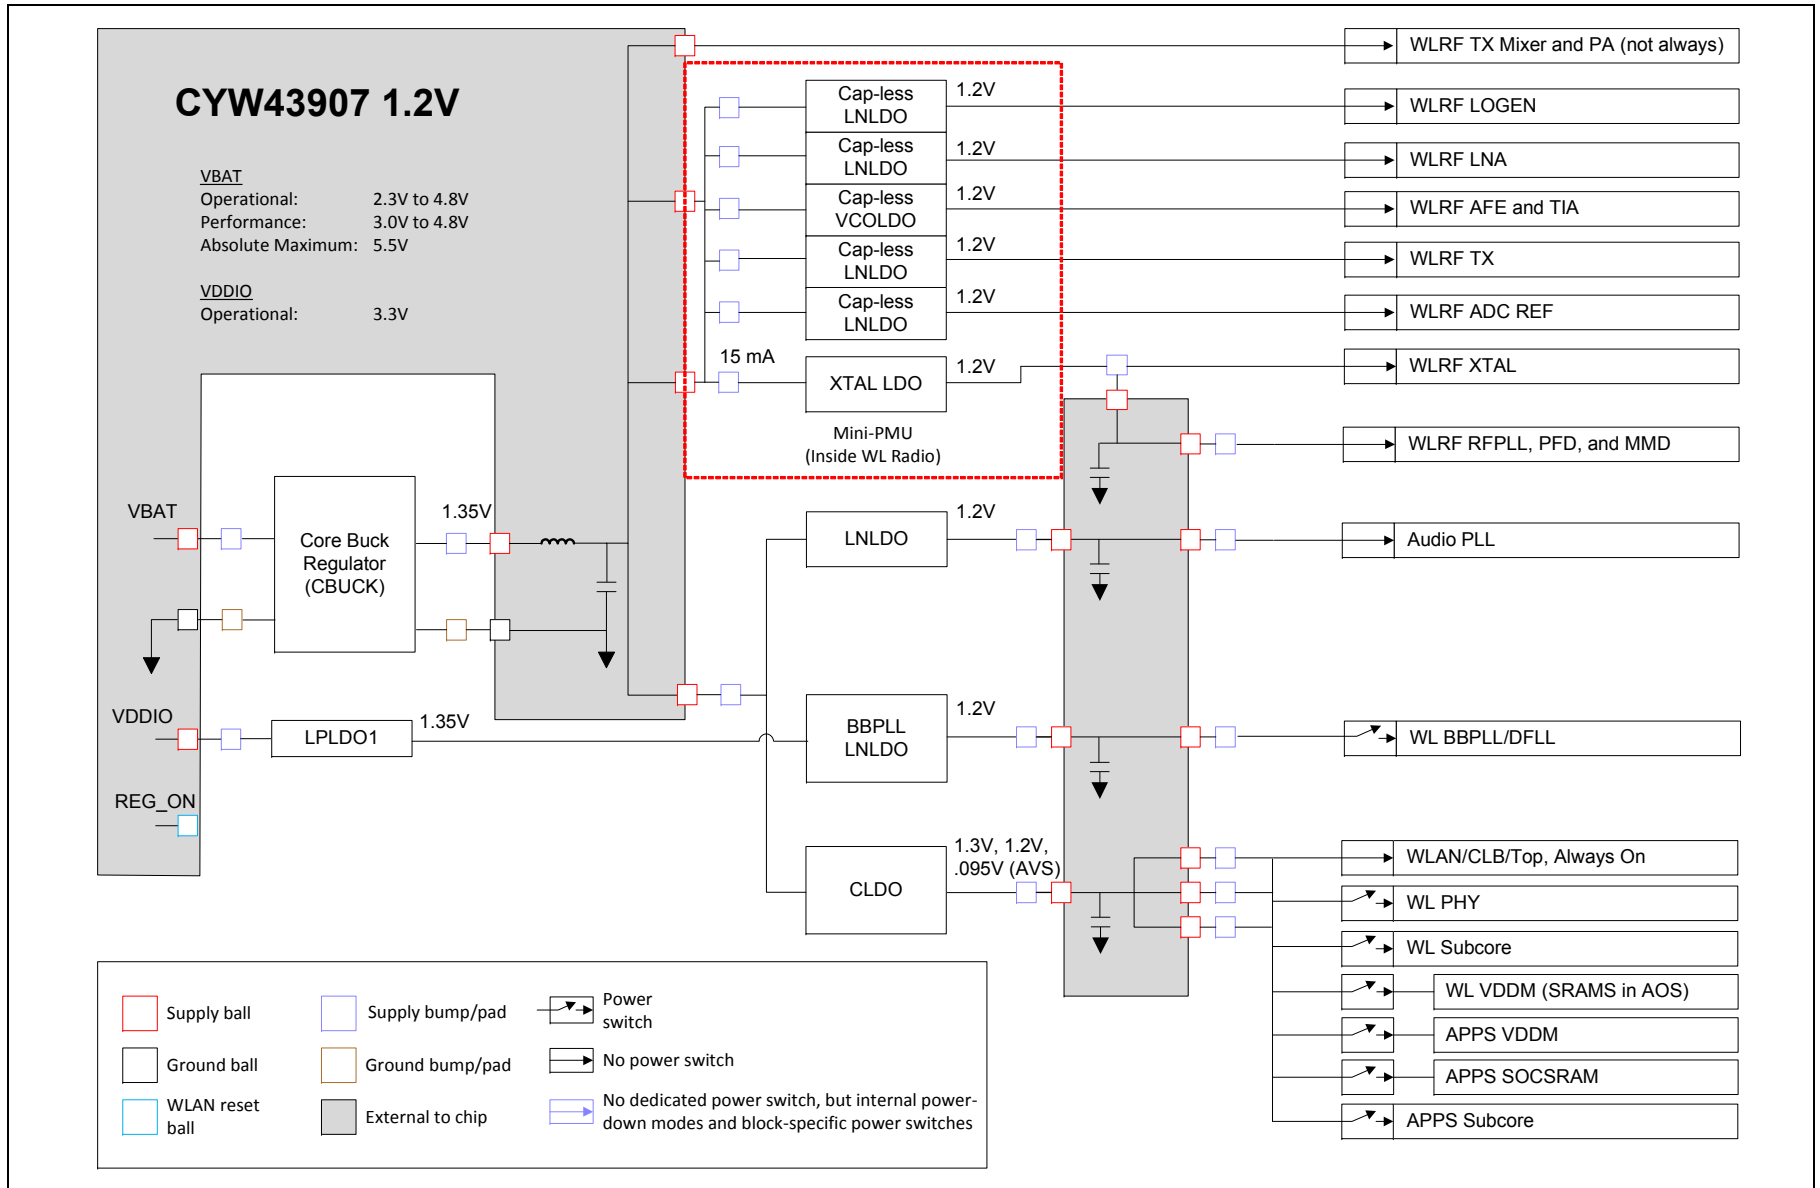 CYW43907 1.2V
VBAT
Operational: 2.3V to 4.8V
Performance: 3.0V to 4.8V
Absolute Maximum: 5.5V
VDDIO
Operational: 3.3V
VBAT
Core Buck
Regulator
(CBUCK)
1.35V
VDDIO
LPLDO1
1.35V
REG_ON
Cap-less
LNLDO
1.2V
Cap-less
LNLDO
1.2V
Cap-less
VCOLDO
1.2V
Cap-less
LNLDO
1.2V
Cap-less
LNLDO
1.2V
15 mA
XTAL LDO
1.2V
Mini-PMU
(Inside WL Radio)
LNLDO
1.2V
BBPLL
LNLDO
1.2V
CLDO
1.3V, 1.2V,
.095V (AVS)
WLRF TX Mixer and PA (not always)
WLRF LOGEN
WLRF LNA
WLRF AFE and TIA
WLRF TX
WLRF ADC REF
WLRF XTAL
WLRF RFPLL, PFD, and MMD
Audio PLL
WL BBPLL/DFLL
WLAN/CLB/Top, Always On
WL PHY
WL Subcore
WL VDDM (SRAMS in AOS)
APPS VDDM
APPS SOCSRAM
APPS Subcore
Supply ball
Ground ball
WLAN reset
ball
Supply bump/pad
Ground bump/pad
External to chip
Power
switch
No power switch
No dedicated power switch, but internal power-
down modes and block-specific power switches